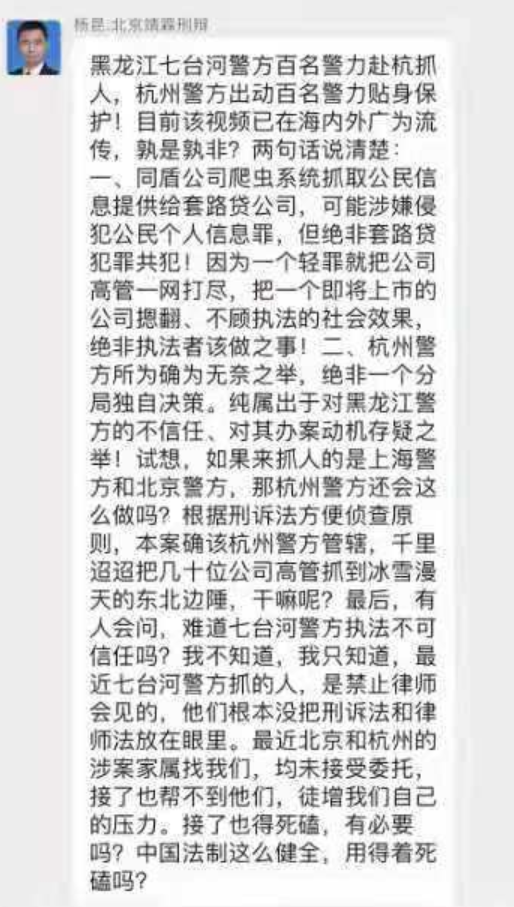 杨昆:北京靖霖刑辩
黑龙江七台河警方百名警力赴杭抓
人，杭州警方出动百名警力贴身保
护！目前该视频已在海内外广为流
传，孰是孰非？两句话说清楚：
一、同盾公司爬虫系统抓取公民信
息提供给套路贷公司，可能涉嫌侵
犯公民个人信息罪，但绝非套路贷
犯罪共犯！因为一个轻罪就把公司
高管一网打尽，把一个即将上市的
公司摁翻、不顾执法的社会效果，
绝非执法者该做之事！二、杭州警
方所为确为无奈之举，绝非一个分
局独自决策。纯属出于对黑龙江警
方的不信任、对其办案动机存疑之
举！试想，如果来抓人的是上海警
方和北京警方，那杭州警方还会这
么做吗？根据刑诉法方便侦查原
则，本案确该杭州警方管辖，千里
迢迢把几十位公司高管抓到冰雪漫
天的东北边陲，干嘛呢？最后，有
人会问，难道七台河警方执法不可
信任吗？我不知道，我只知道，最
近七台河警方抓的人，是禁止律师
会见的，他们根本没把刑诉法和律
师法放在眼里。最近北京和杭州的
涉案家属找我们，均未接受委托，
接了也帮不到他们，徒增我们自己
的压力。接了也得死磕，有必要
吗？中国法制这么健全，用得着死
磕吗？